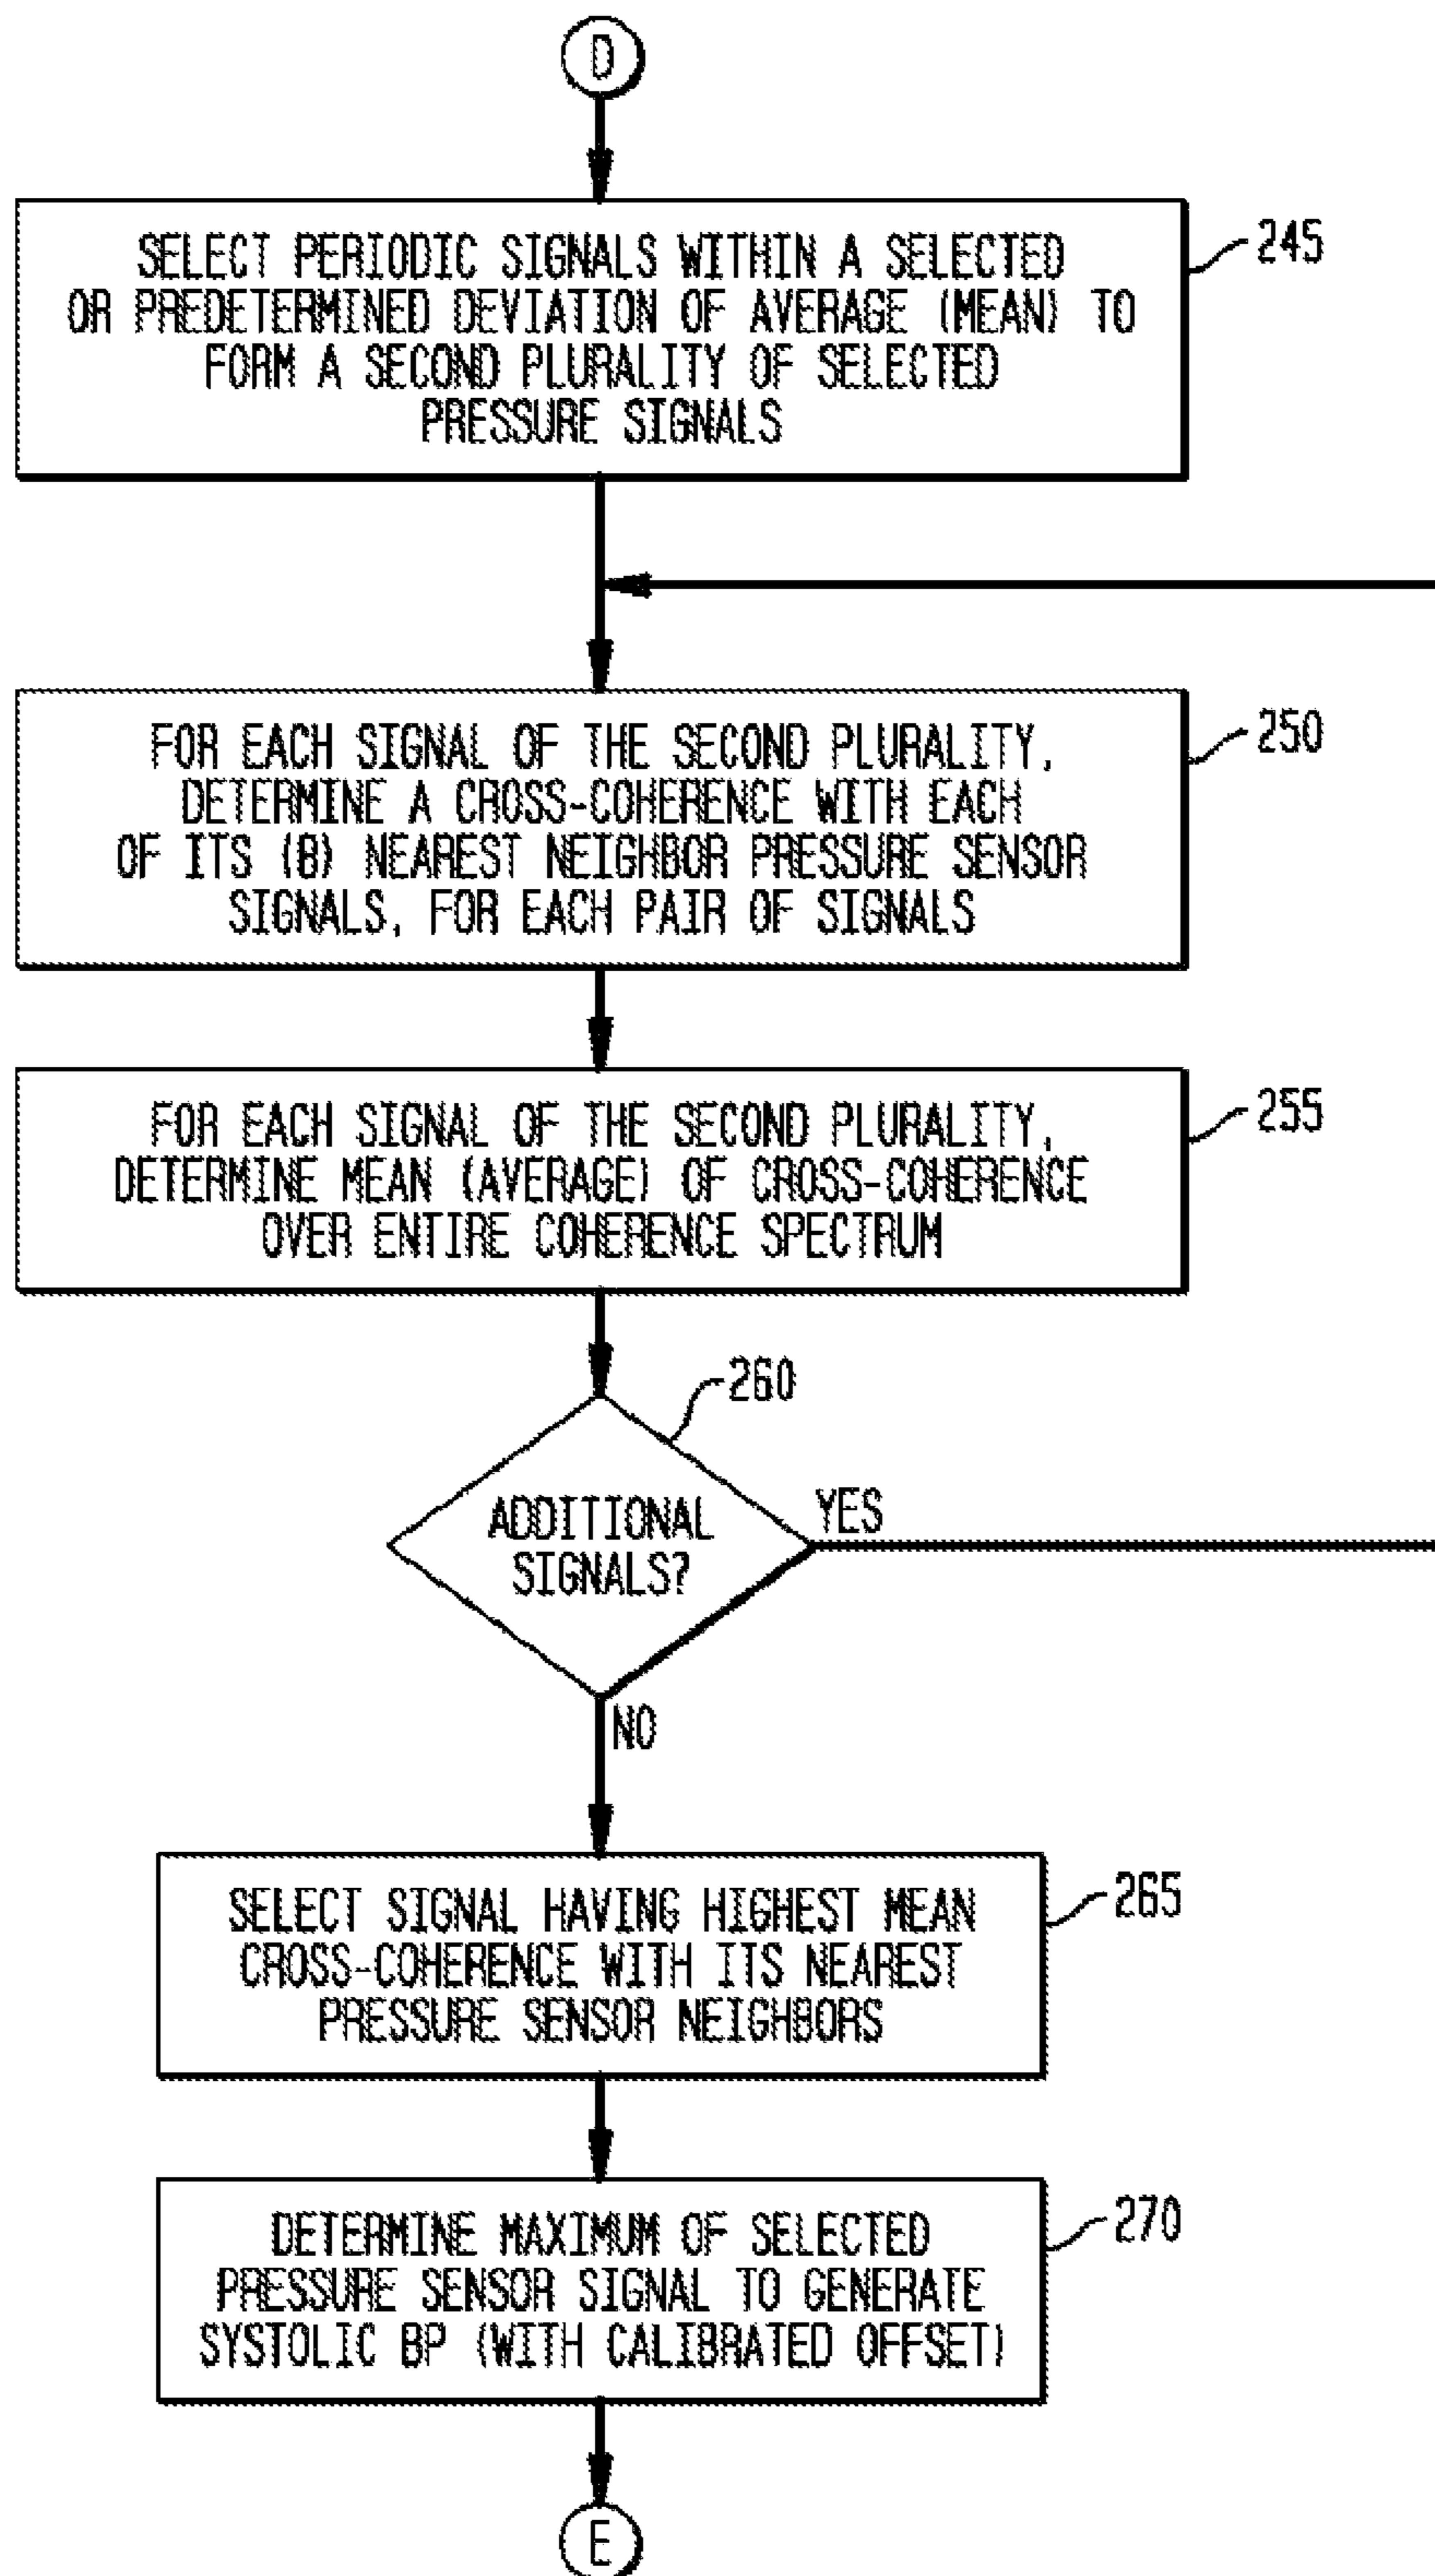 D
SELECT PERIODIC SIGNALS WITHIN A SELECTED
OR PREDETERMINED DEVIATION OF AVERAGE (MEAN) TO
FORM A SECOND PLURALITY OF SELECTED
PRESSURE SIGNALS
245
FOR EACH SIGNAL OF THE SECOND PLURALITY,
DETERMINE A CROSS-COHERENCE WITH EACH
OF ITS (8) NEAREST NEIGHBOR PRESSURE SENSOR
SIGNALS, FOR EACH PAIR OF SIGNALS
250
FOR EACH SIGNAL OF THE SECOND PLURALITY,
DETERMINE MEAN (AVERAGE) OF CROSS-COHERENCE
OVER ENTIRE COHERENCE SPECTRUM
255
260
ADDITIONAL
SIGNALS?
YES
NO
SELECT SIGNAL HAVING HIGHEST MEAN
CROSS-COHERENCE WITH ITS NEAREST
PRESSURE SENSOR NEIGHBORS
265
DETERMINE MAXIMUM OF SELECTED
PRESSURE SENSOR SIGNAL TO GENERATE
SYSTOLIC BP (WITH CALIBRATED OFFSET)
270
E